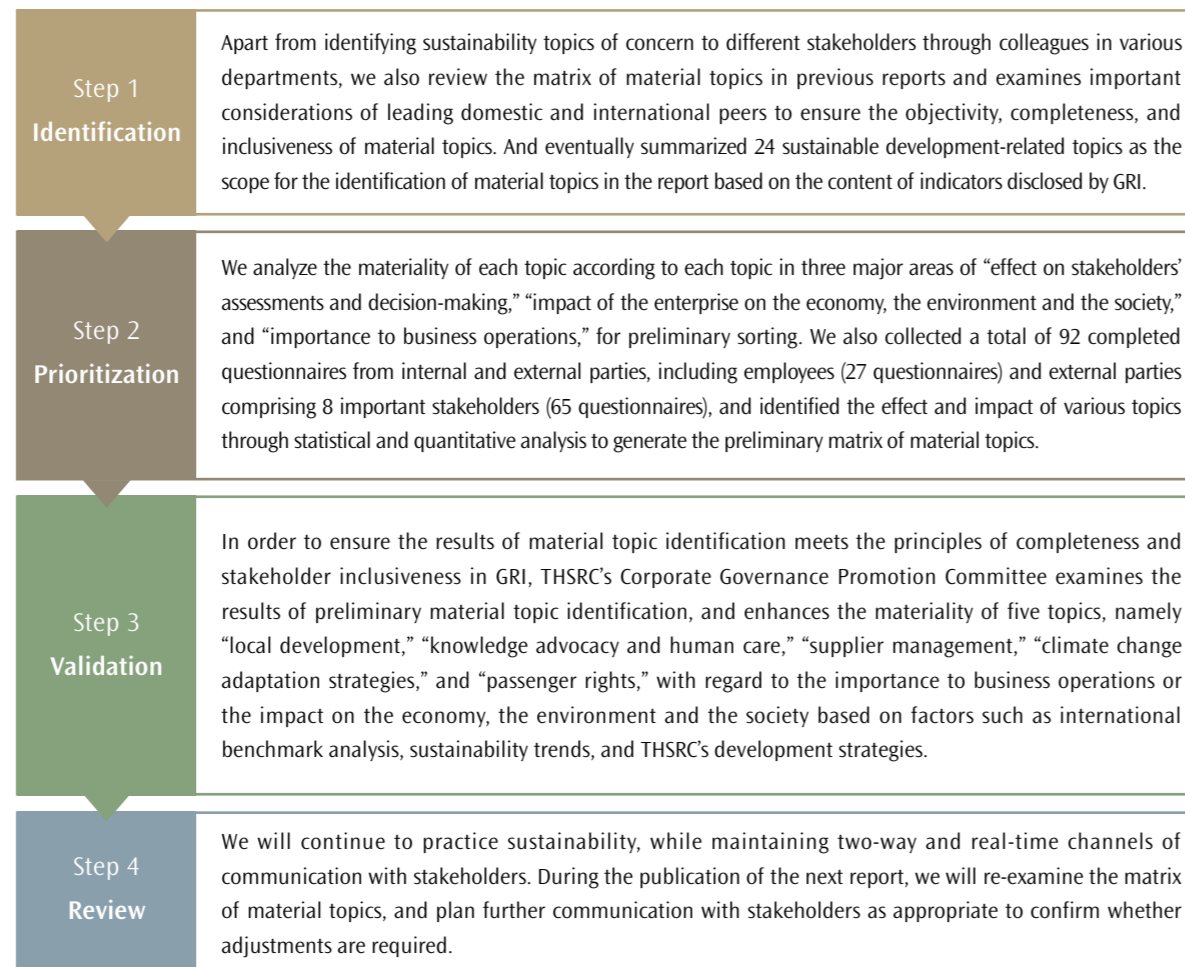 Step 1
Identification
Apart from identifying sustainability topics of concern to different stakeholders through colleagues in various
departments, we also review the matrix of material topics in previous reports and examines important
considerations of leading domestic and international peers to ensure the objectivity, completeness, and
inclusiveness of material topics. And eventually summarized 24 sustainable development-related topics as the
scope for the identification of material topics in the report based on the content of indicators disclosed by GRI.
Step 2
Prioritization
We analyze the materiality of each topic according to each topic in three major areas of “effect on stakeholders’
assessments and decision-making,” “impact of the enterprise on the economy, the environment and the society,”
and “importance to business operations,” for preliminary sorting. We also collected a total of 92 completed
questionnaires from internal and external parties, including employees (27 questionnaires) and external parties
comprising 8 important stakeholders (65 questionnaires), and identified the effect and impact of various topics
through statistical and quantitative analysis to generate the preliminary matrix of material topics.
Step 3
Validation
In order to ensure the results of material topic identification meets the principles of completeness and
stakeholder inclusiveness in GRI, THSRC’s Corporate Governance Promotion Committee examines the
results of preliminary material topic identification, and enhances the materiality of five topics, namely
“local development,” “knowledge advocacy and human care,” “supplier management,” “climate change
adaptation strategies,” and “passenger rights,” with regard to the importance to business operations or
the impact on the economy, the environment and the society based on factors such as international
benchmark analysis, sustainability trends, and THSRC’s development strategies.
Step 4
Review
We will continue to practice sustainability, while maintaining two-way and real-time channels of
communication with stakeholders. During the publication of the next report, we will re-examine the matrix
of material topics, and plan further communication with stakeholders as appropriate to confirm whether
adjustments are required.